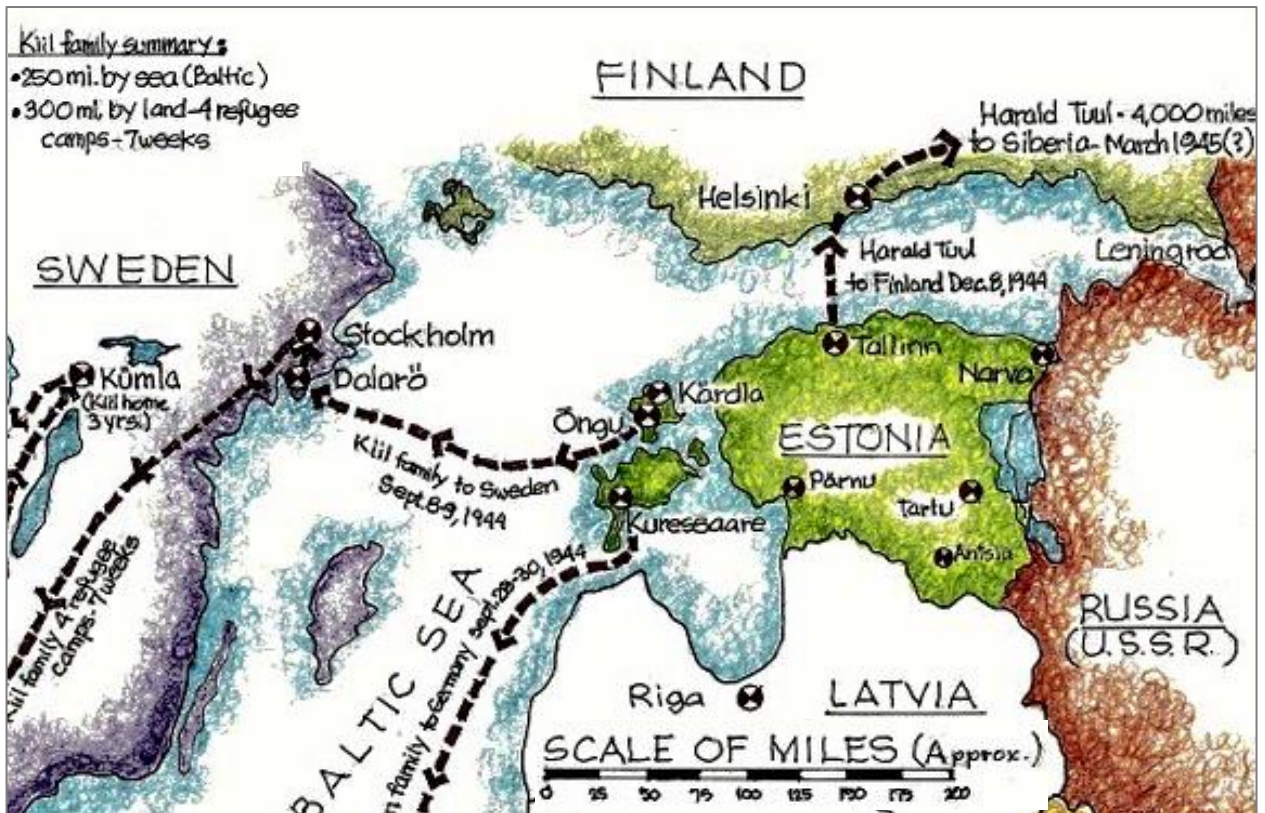 Kiil family summary:
•250 mi. by sea (Baltic)
•300 mi. by land-4 refugee
camps-7 weeks
FINLAND
Harald Tuul - 4,000 miles
to Siberia-March 1945(?)
Helsinki
Harald Tuul
to Finland Dec. 8, 1944
Leningrad
SWEDEN
Stockholm
Tallinn
Narva
Kumla
(Kiil home
3 yrs.)
Dalarö
Kärdla
Õngu
ESTONIA
Kiil family to Sweden
Sept. 8-9, 1944
Pärnu
Tartu
Kuressaare
Antsla
Kiil family 4 refugee
camps-7 weeks
BALTIC SEA
family to Germany Sept. 28-30, 1944
RUSSIA
(U.S.S.R.)
Riga
LATVIA
SCALE OF MILES (Approx.)
0 25 50 75 100 125 150 175 200